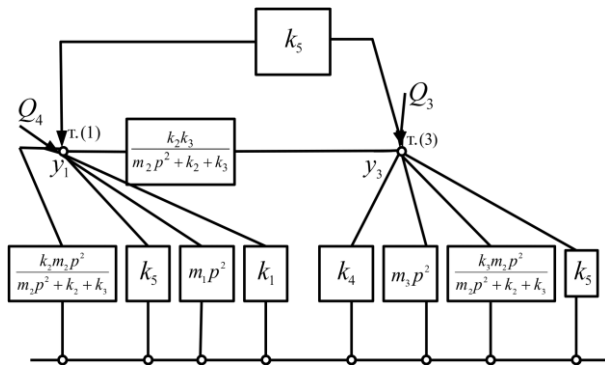 k₅
Q₄
Q₃
т.(1)
т.(3)
y₁
k₂k₃
m₂p² + k₂ + k₃
y₃
k₂m₂p²
m₂p² + k₂ + k₃
k₅
m₁p²
k₁
k₄
m₃p²
k₃m₂p²
m₂p² + k₂ + k₃
k₅